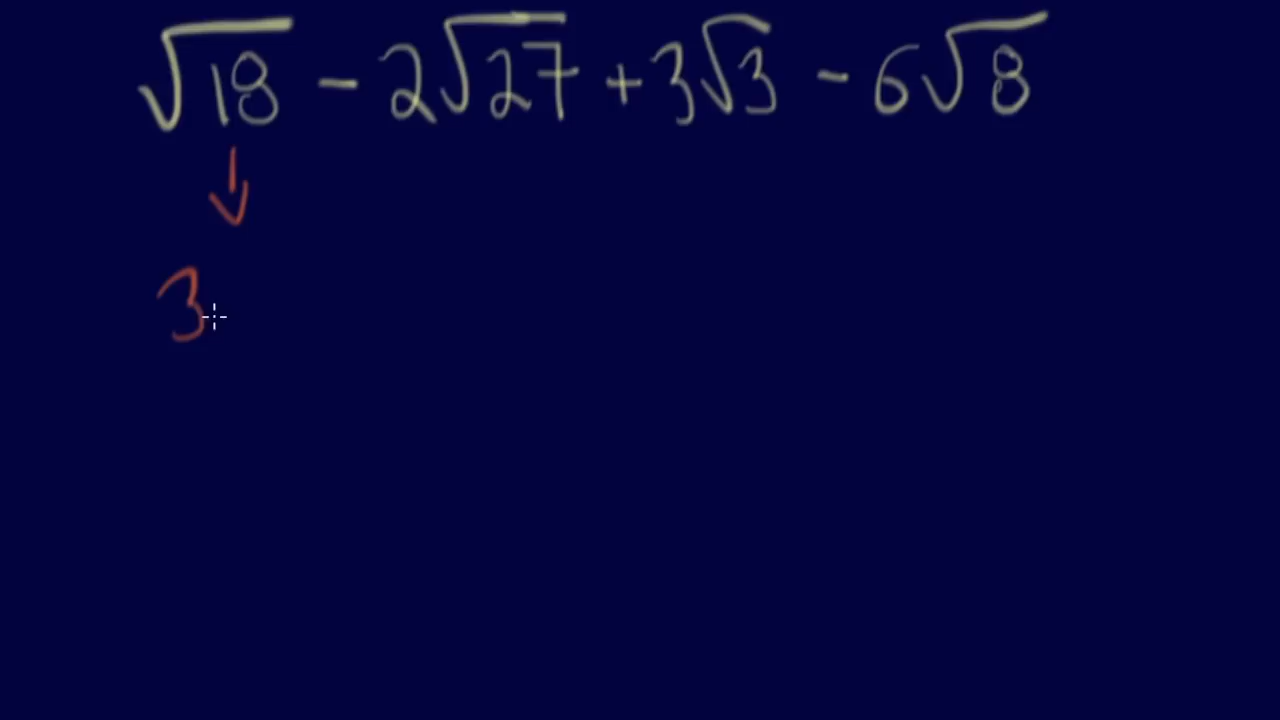 √18 - 2√27 + 3√3 - 6√8
3